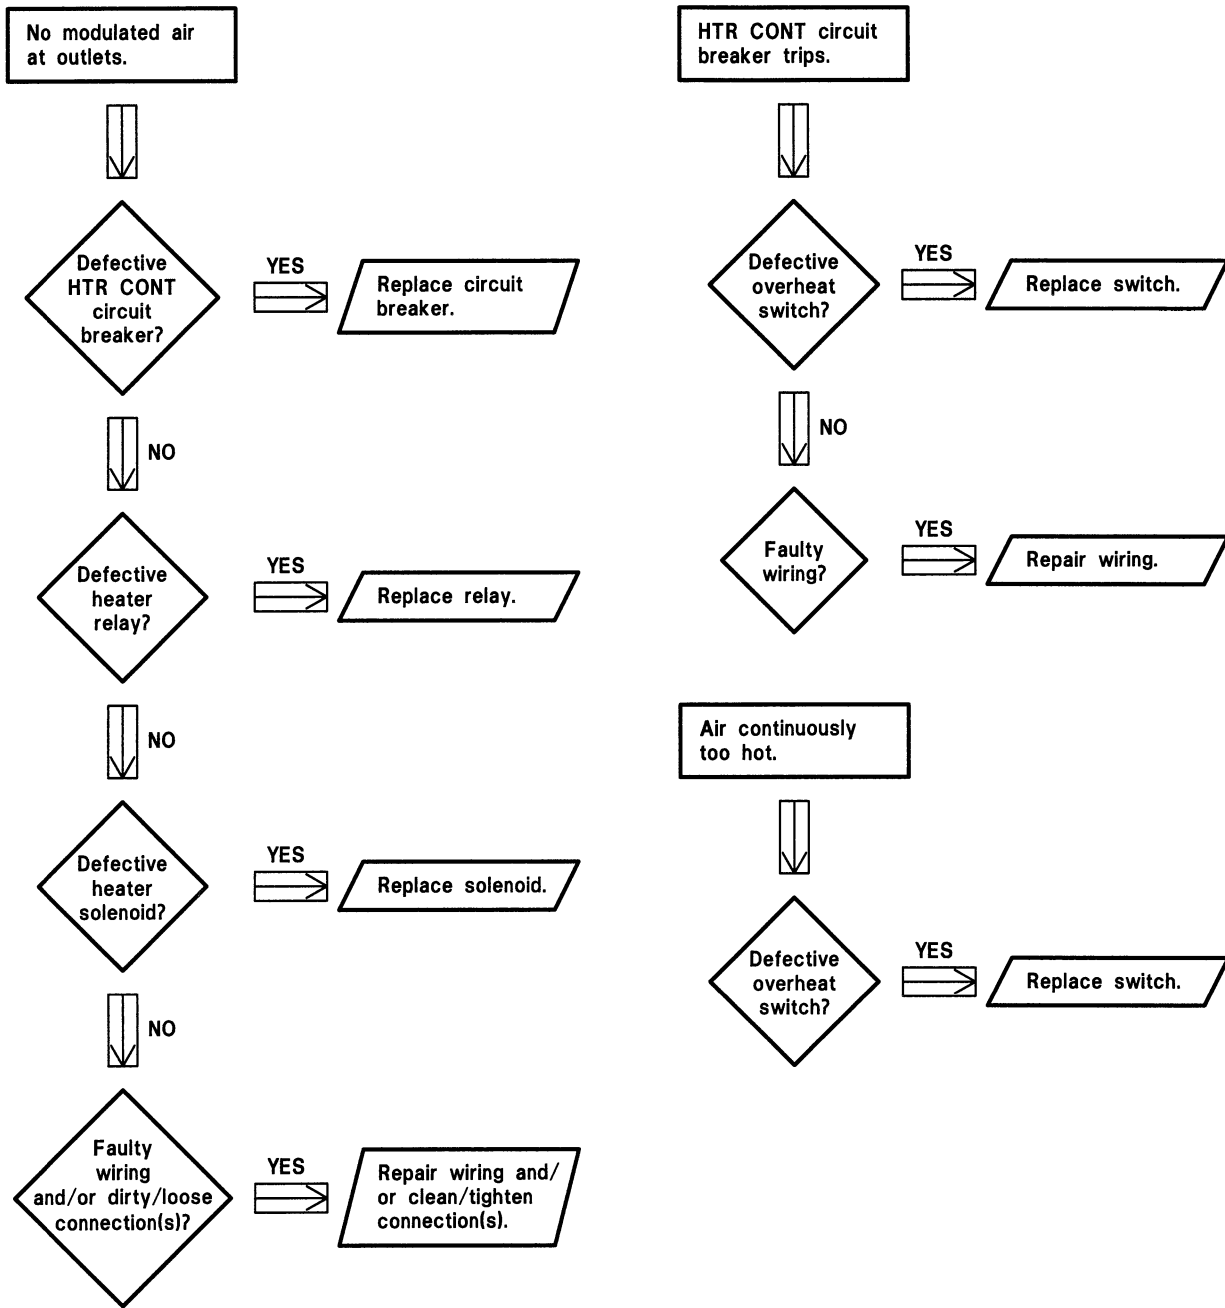 No modulated air
at outlets.
Defective
HTR CONT
circuit
breaker?
YES
Replace circuit
breaker.
NO
Defective
heater
relay?
YES
Replace relay.
NO
Defective
heater
solenoid?
YES
Replace solenoid.
NO
Faulty
wiring
and/or dirty/loose
connection(s)?
YES
Repair wiring and/
or clean/tighten
connection(s).
HTR CONT circuit
breaker trips.
Defective
overheat
switch?
YES
Replace switch.
NO
Faulty
wiring?
YES
Repair wiring.
Air continuously
too hot.
Defective
overheat
switch?
YES
Replace switch.